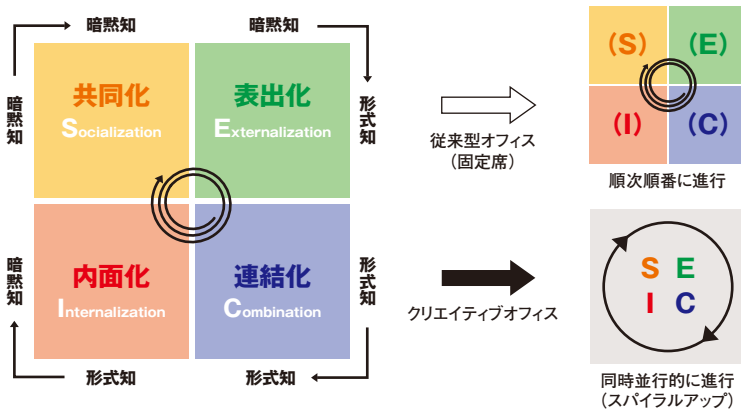 暗黙知
暗黙知
暗黙知
共同化
Socialization
表出化
Externalization
形式知
暗黙知
内面化
Internalization
連結化
Combination
形式知
形式知
形式知
従来型オフィス
（固定席）
クリエイティブオフィス
（S）
（E）
（I）
（C）
順次順番に進行
S E
I C
同時並行的に進行
（スパイラルアップ）